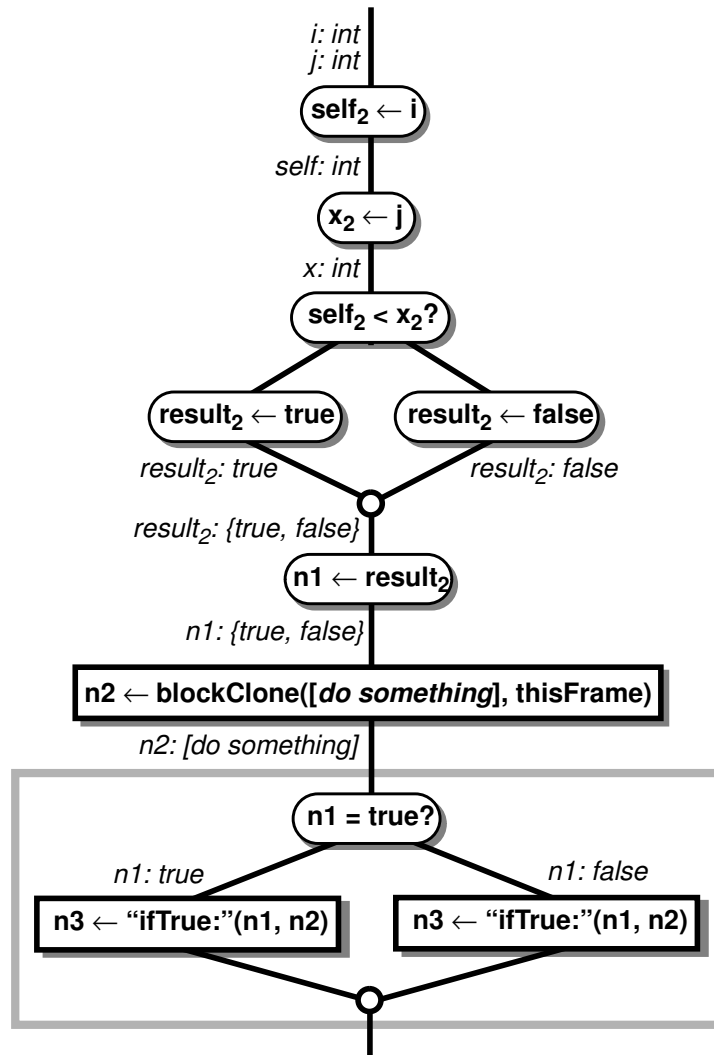 i: int
j: int
self₂ ← i
self: int
x₂ ← j
x: int
self₂ < x₂?
result₂ ← true
result₂ ← false
result₂: true
result₂: false
result₂: {true, false}
n1 ← result₂
n1: {true, false}
n2 ← blockClone([do something], thisFrame)
n2: [do something]
n1 = true?
n1: true
n1: false
n3 ← “ifTrue:”(n1, n2)
n3 ← “ifTrue:”(n1, n2)